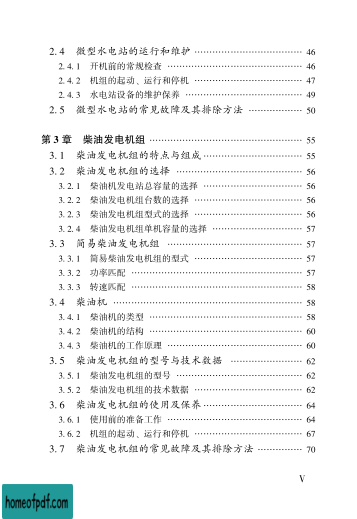 2.4 微型水电站的运行和维护 …… 46
2.4.1 开机前的常规检查 …… 46
2.4.2 机组的起动、运行和停机 …… 47
2.4.3 水电站设备的维护保养 …… 49
2.5 微型水电站的常见故障及其排除方法 …… 50
第3章 柴油发电机组 …… 55
3.1 柴油发电机组的特点与组成 …… 55
3.2 柴油发电机组的选择 …… 56
3.2.1 柴油机发电站总容量的选择 …… 56
3.2.2 柴油发电机组台数的选择 …… 56
3.2.3 柴油发电机组型式的选择 …… 56
3.2.4 柴油发电机组单机容量的选择 …… 57
3.3 简易柴油发电机组 …… 57
3.3.1 简易柴油发电机组的型式 …… 57
3.3.2 功率匹配 …… 57
3.3.3 转速匹配 …… 58
3.4 柴油机 …… 58
3.4.1 柴油机的类型 …… 58
3.4.2 柴油机的结构 …… 60
3.4.3 柴油机的工作原理 …… 60
3.5 柴油发电机组的型号与技术数据 …… 62
3.5.1 柴油发电机组的型号 …… 62
3.5.2 柴油发电机组的技术数据 …… 62
3.6 柴油发电机组的使用及保养 …… 64
3.6.1 使用前的准备工作 …… 64
3.6.2 机组的起动、运行和停机 …… 67
3.7 柴油发电机组的常见故障及其排除方法 …… 70
V
homeofpdf.com